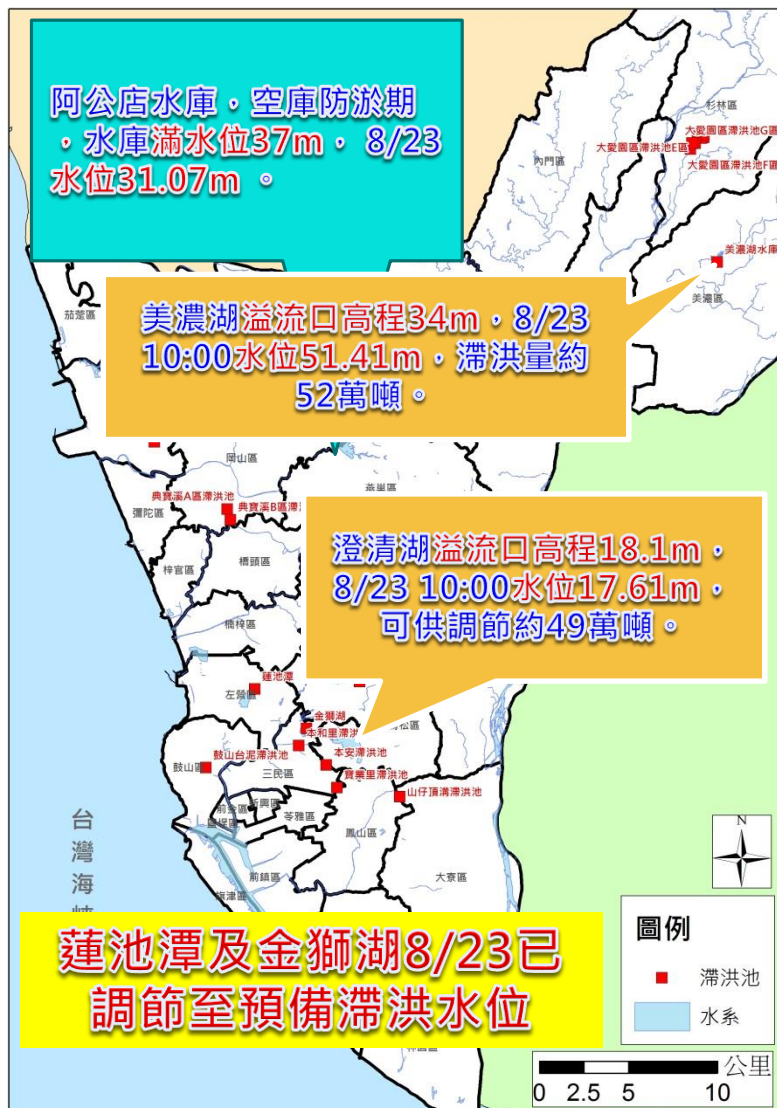 阿公店水庫，空庫防淤期
，水庫滿水位37m， 8/23
水位31.07m 。
杉林區
大愛園區滯洪池G區
大愛園區滯洪池E區
大愛園區滯洪池F區
內門區
美濃湖水庫
美濃區
茄萣區
美濃湖溢流口高程34m，8/23
10:00水位51.41m，滯洪量約
52萬噸。
岡山區
燕巢區
典寶溪A區滯洪池
典寶溪B區滯
彌陀區
橋頭區
梓官區
澄清湖溢流口高程18.1m，
8/23 10:00水位17.61m，
可供調節約49萬噸。
楠梓區
蓮池潭
左營區
金獅湖
本和里滯洪
松區
本安滯洪池
鼓山台泥滯洪池
鼓山區
三民區
寶業里滯洪池
山仔頂溝滯洪池
新興區
前金區
苓雅區
鳳山區
大寮區
前鎮區
旗津區
台灣海峽
N
蓮池潭及金獅湖8/23已
調節至預備滯洪水位
圖例
滯洪池
水系
公里
0 2.5 5 10